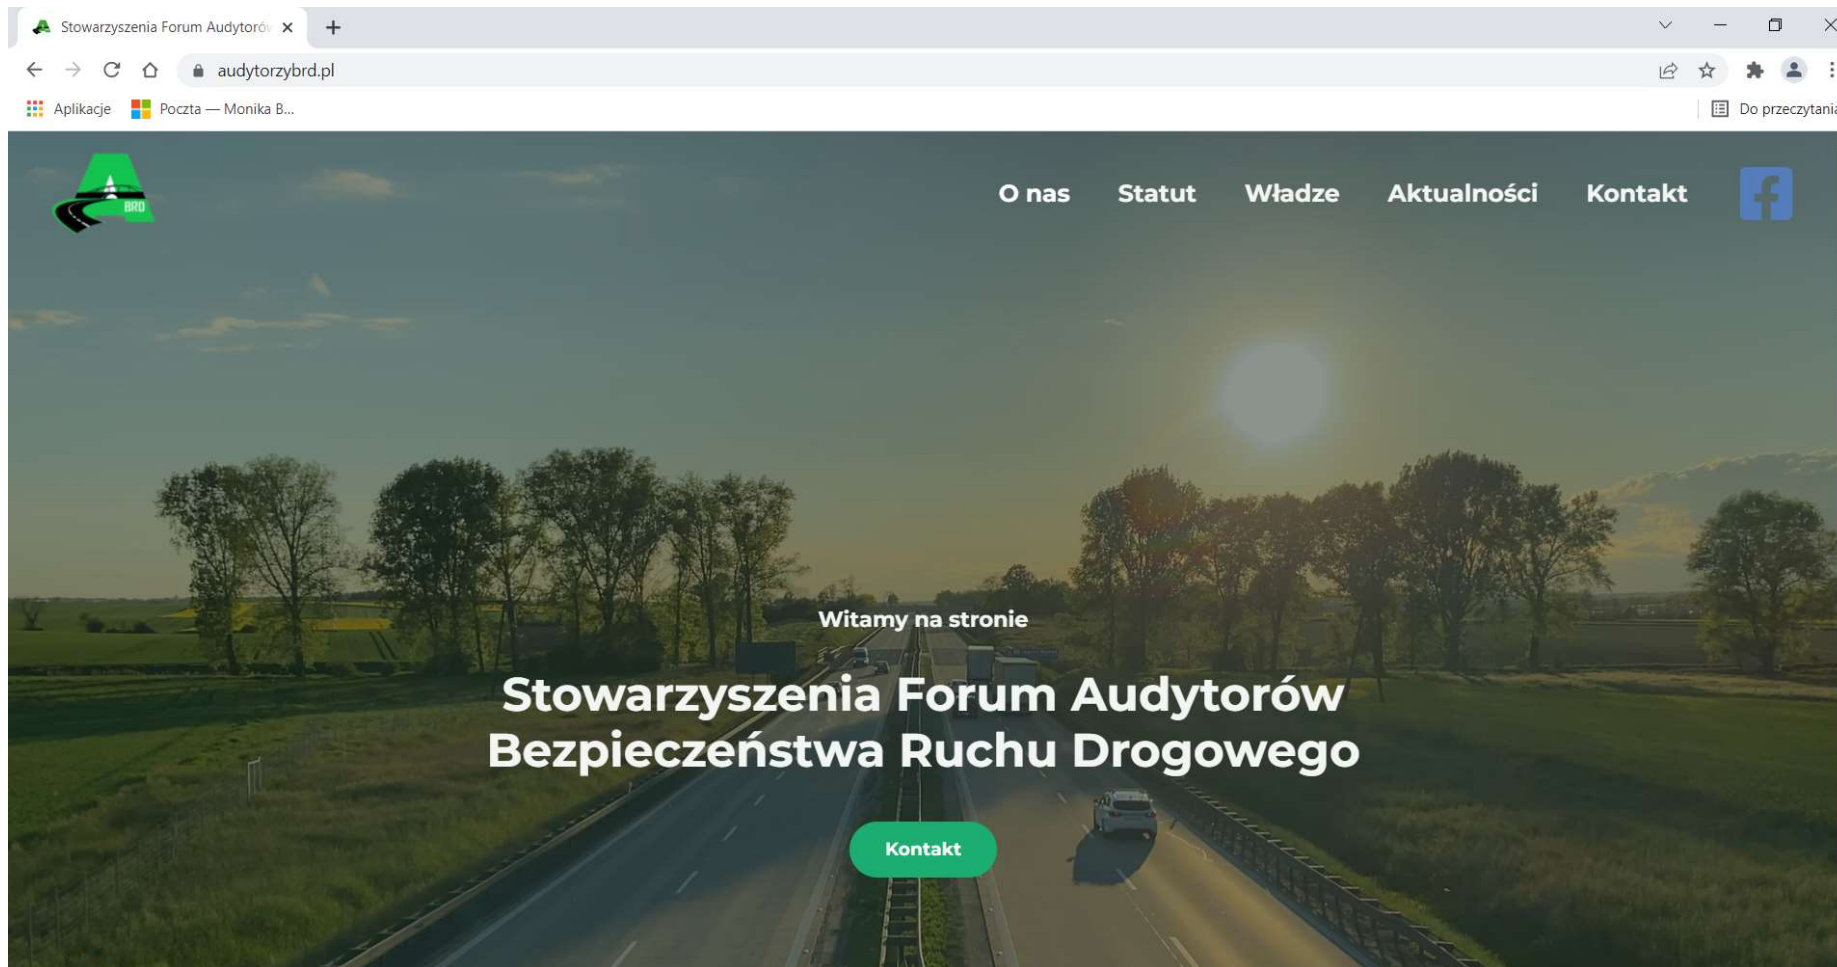 Stowarzyszenia Forum Audytoró
audytorzybrd.pl
Aplikacje Poczta — Monika B... Do przeczytania
BRD
O nas Statut Władze Aktualności Kontakt
Witamy na stronie
Stowarzyszenia Forum Audytorów
Bezpieczeństwa Ruchu Drogowego
Kontakt